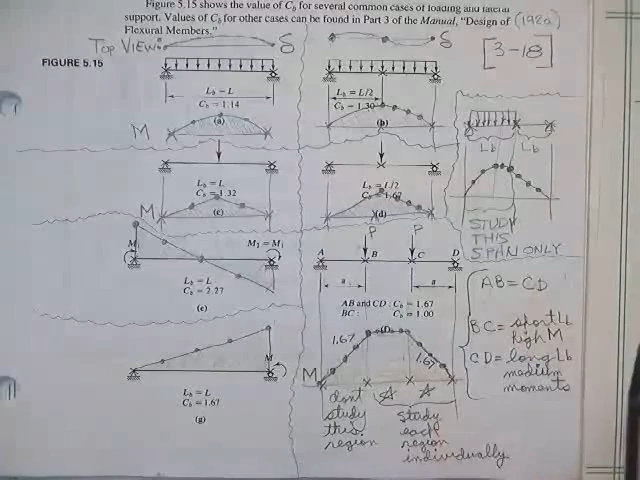 Figure 5.15 shows the value of Cb for several common cases of loading and lateral
support. Values of Cb for other cases can be found in Part 3 of the Manual, "Design of
Flexural Members."
[3-18]
TOP VIEW:
δ
δ
FIGURE 5.15
Lb = L
Cb = 1.14
M
(a)
Lb = L/2
Cb = 1.30
(b)
Lb
Lb
Lb = L
Cb = 1.32
M
(c)
Lb = L/2
Cb = 1.67
(d)
STUDY
THIS
SPAN ONLY
M
M2 = M1
Lb = L
Cb = 2.27
(e)
P
P
A
B
C
D
a
a
AB and CD: Cb = 1.67
BC: Cb = 1.00
(f)
AB = CD
BC = short Lb
high M
CD = long Lb
medium
moments
1.67
1.67
M
M
Lb = L
Cb = 1.67
(g)
dont
study
this
region
study
each
region
individually